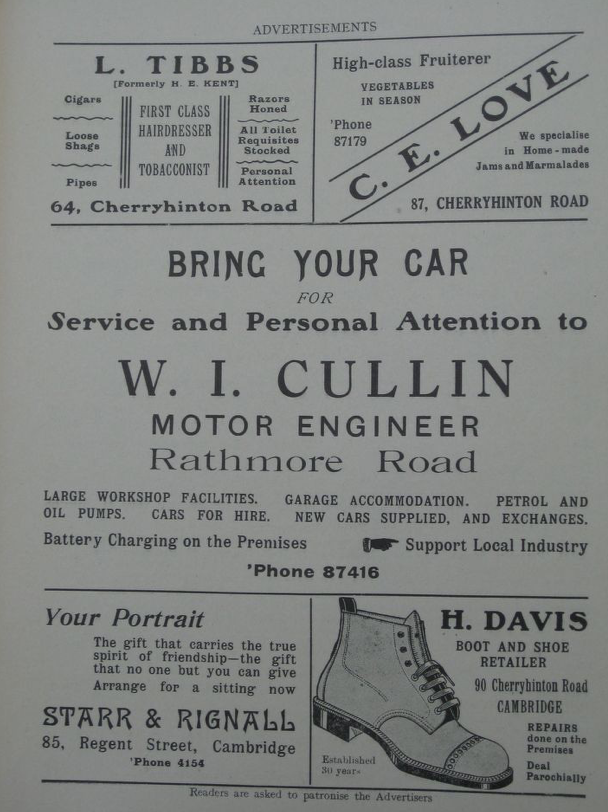 ADVERTISEMENTS
L. TIBBS
[Formerly H. E. KENT]
Cigars
Loose
Shags
Pipes
FIRST CLASS
HAIRDRESSER
AND
TOBACCONIST
Razors
Honed
All Toilet
Requisites
Stocked
Personal
Attention
64, Cherryhinton Road
High-class Fruiterer
VEGETABLES
IN SEASON
'Phone
87179
C. E. LOVE
We specialise
in Home-made
Jams and Marmalades
87, CHERRYHINTON ROAD
BRING YOUR CAR
FOR
Service and Personal Attention to
W. I. CULLIN
MOTOR ENGINEER
Rathmore Road
LARGE WORKSHOP FACILITIES. GARAGE ACCOMMODATION. PETROL AND
OIL PUMPS. CARS FOR HIRE. NEW CARS SUPPLIED, AND EXCHANGES.
Battery Charging on the Premises Support Local Industry
'Phone 87416
Your Portrait
The gift that carries the true
spirit of friendship—the gift
that no one but you can give
Arrange for a sitting now
STARR & RIGNALL
85, Regent Street, Cambridge
'Phone 4154
H. DAVIS
BOOT AND SHOE
RETAILER
90 Cherryhinton Road
CAMBRIDGE
REPAIRS
done on the
Premises
Deal
Parochially
Established
30 years
Readers are asked to patronise the Advertisers